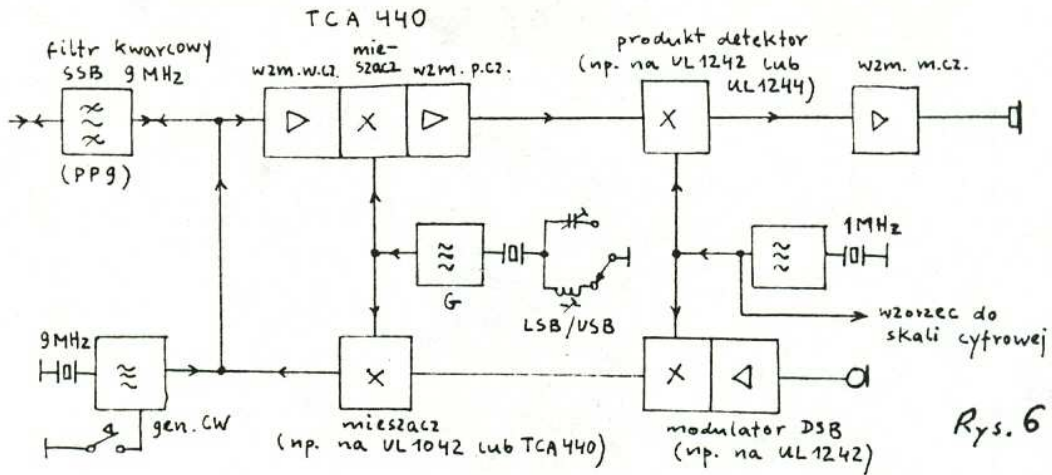 TCA 440
filtr kwarcowy
SSB 9 MHz
(PP9)
wzm.w.cz.
mie-
szacz
wzm. p.cz.
produkt detektor
(np. na UL1242 lub
UL1244)
wzm. m.cz.
G
LSB/USB
1MHz
wzorzec do
skali cyfrowej
9MHz
gen. CW
mieszacz
(np. na UL1042 lub TCA440)
modulator DSB
(np. na UL1242)
Rys. 6